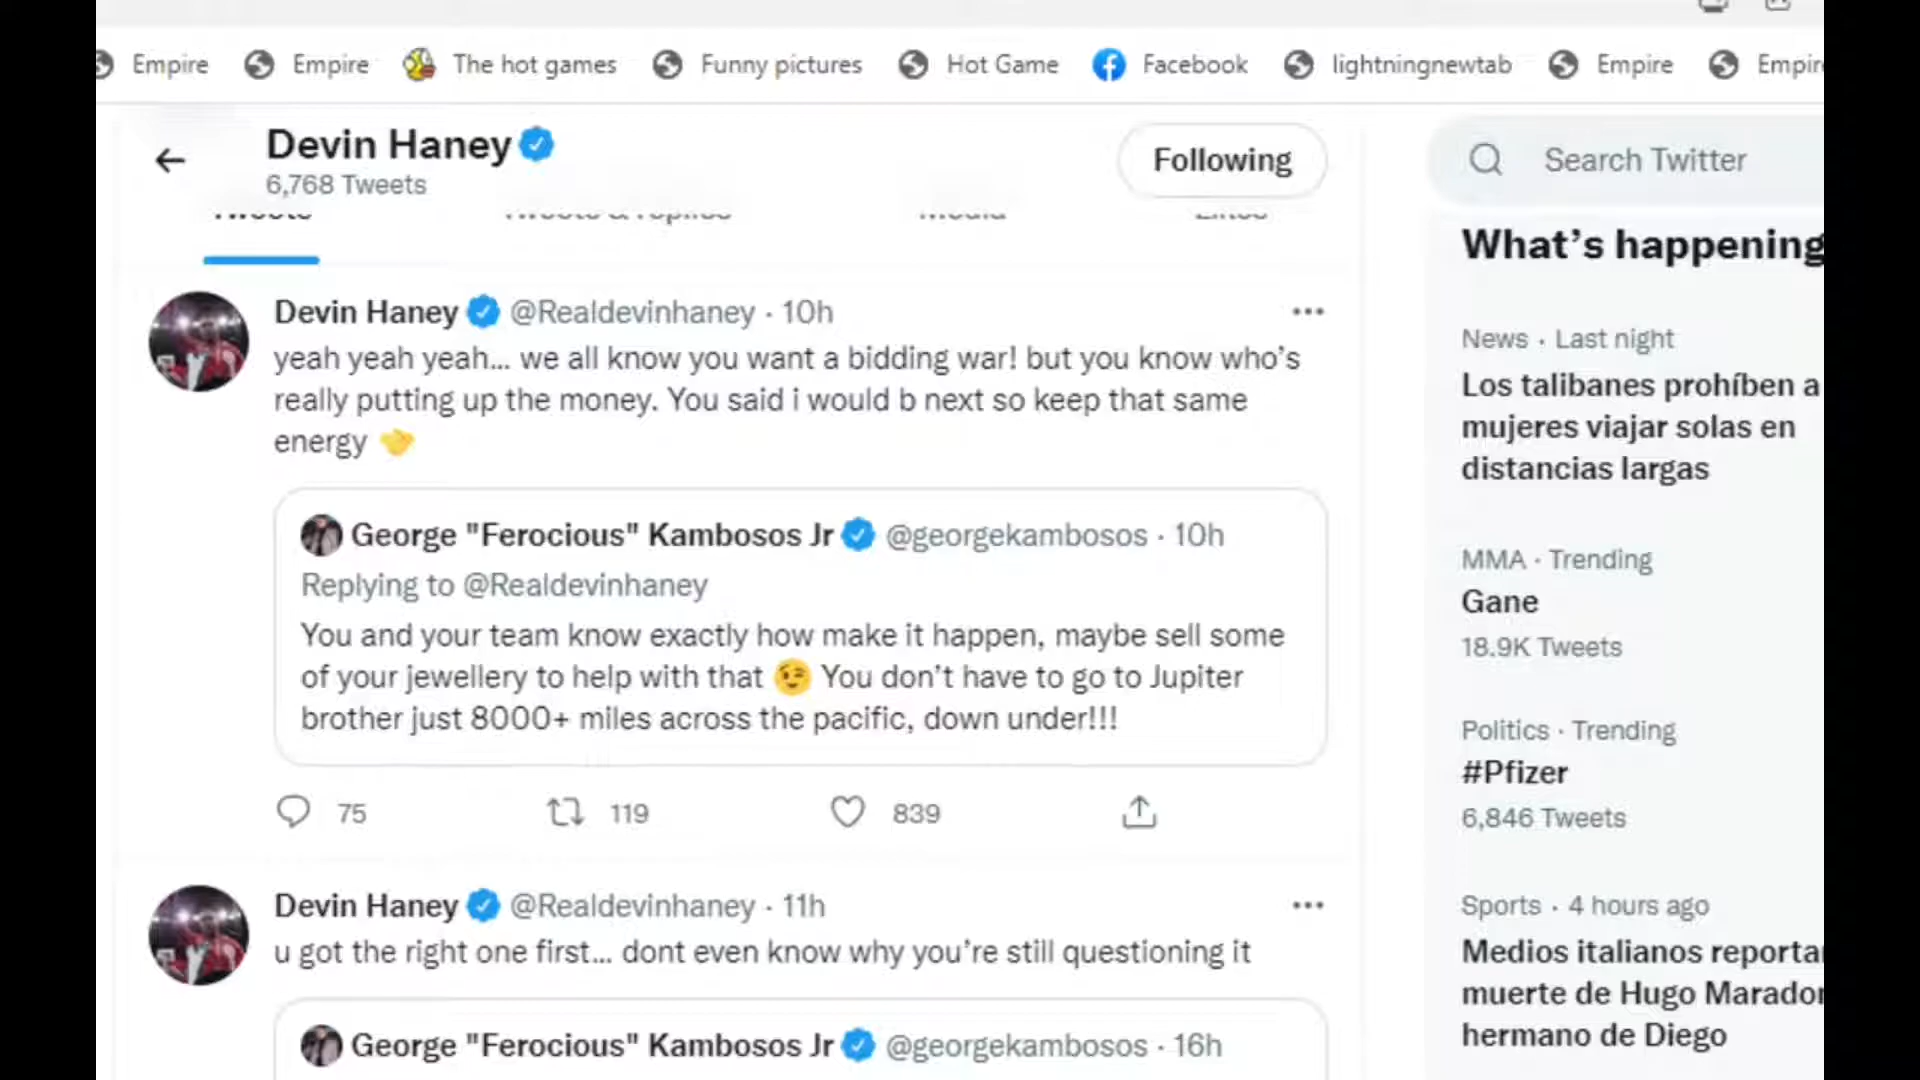 Empire Empire The hot games Funny pictures Hot Game Facebook lightningnewtab Empire
Devin Haney
6,768 Tweets
Following
Search Twitter
Tweets Tweets & replies Media Likes
Devin Haney @Realdevinhaney · 10h
yeah yeah yeah... we all know you want a bidding war! but you know who's
really putting up the money. You said i would b next so keep that same
energy
George "Ferocious" Kambosos Jr @georgekambosos · 10h
Replying to @Realdevinhaney
You and your team know exactly how make it happen, maybe sell some
of your jewellery to help with that 😉 You don't have to go to Jupiter
brother just 8000+ miles across the pacific, down under!!!
75 119 839
Devin Haney @Realdevinhaney · 11h
u got the right one first... dont even know why you're still questioning it
George "Ferocious" Kambosos Jr @georgekambosos · 16h
What's happening
News · Last night
Los talibanes prohíben a
mujeres viajar solas en
distancias largas
MMA · Trending
Gane
18.9K Tweets
Politics · Trending
#Pfizer
6,846 Tweets
Sports · 4 hours ago
Medios italianos reporta
muerte de Hugo Marado
hermano de Diego